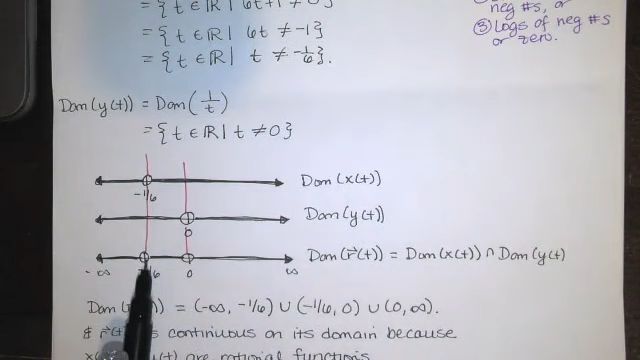 = {t ∈ ℝ | 6t+1 ≠ 0}
= {t ∈ ℝ | 6t ≠ -1}
= {t ∈ ℝ | t ≠ -1/6}.
neg #s, or
③ Logs of neg #s
or zero.
Dom(y(t)) = Dom(1/t)
= {t ∈ ℝ | t ≠ 0}
-1/6
Dom(x(t))
0
Dom(y(t))
-∞ 0 ∞
Dom(r⃗(t)) = Dom(x(t)) ∩ Dom(y(t)
Dom( ) = (-∞, -1/6) ∪ (-1/6, 0) ∪ (0, ∞).
& r⃗(t) is continuous on its domain because
are rational functions